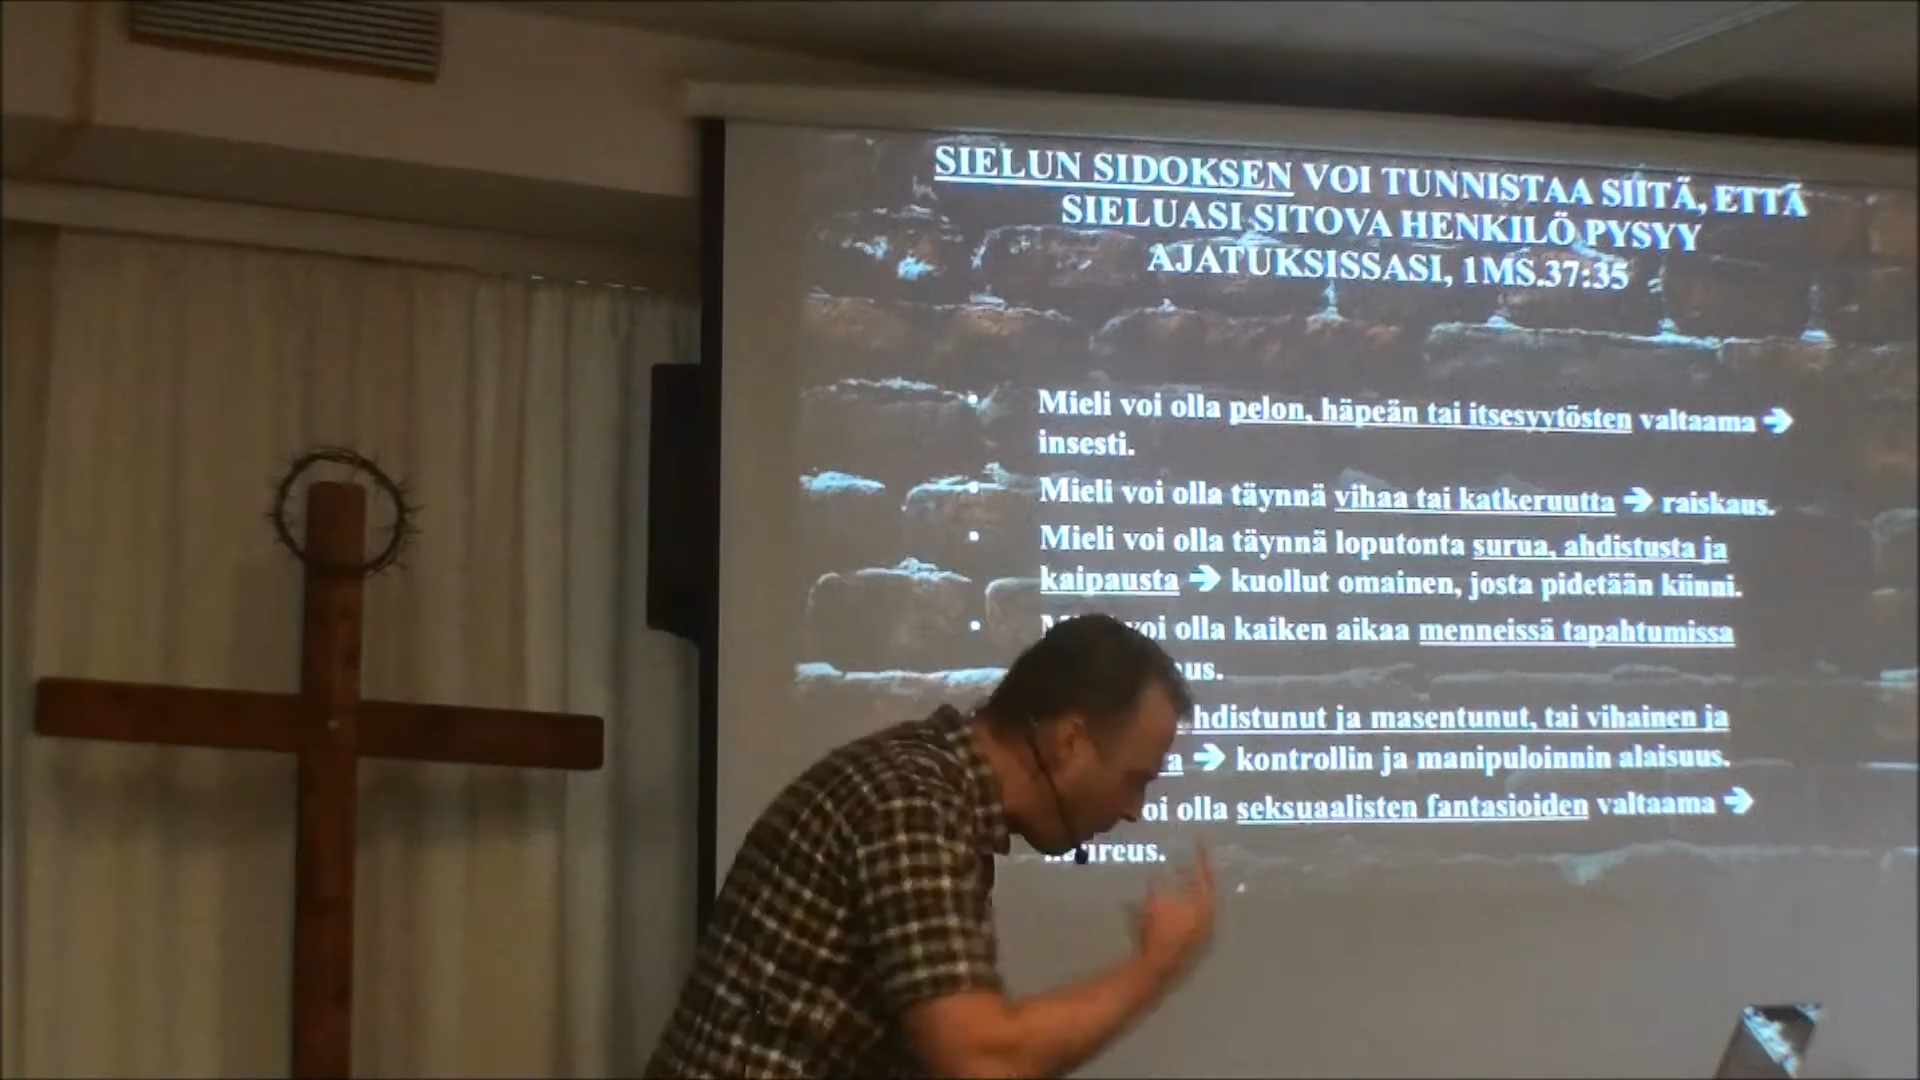 SIELUN SIDOKSEN VOI TUNNISTAA SIITÄ, ETTÄ
SIELUASI SITOVA HENKILÖ PYSYY
AJATUKSISSASI, 1MS.37:35
• Mieli voi olla pelon, häpeän tai itsesyytösten valtaama ➔
insesti.
• Mieli voi olla täynnä vihaa tai katkeruutta ➔ raiskaus.
• Mieli voi olla täynnä loputonta surua, ahdistusta ja
kaipausta ➔ kuollut omainen, josta pidetään kiinni.
• voi olla kaiken aikaa menneissä tapahtumissa
hdistunut ja masentunut, tai vihainen ja
➔ kontrollin ja manipuloinnin alaisuus.
olla seksuaalisten fantasioiden valtaama ➔